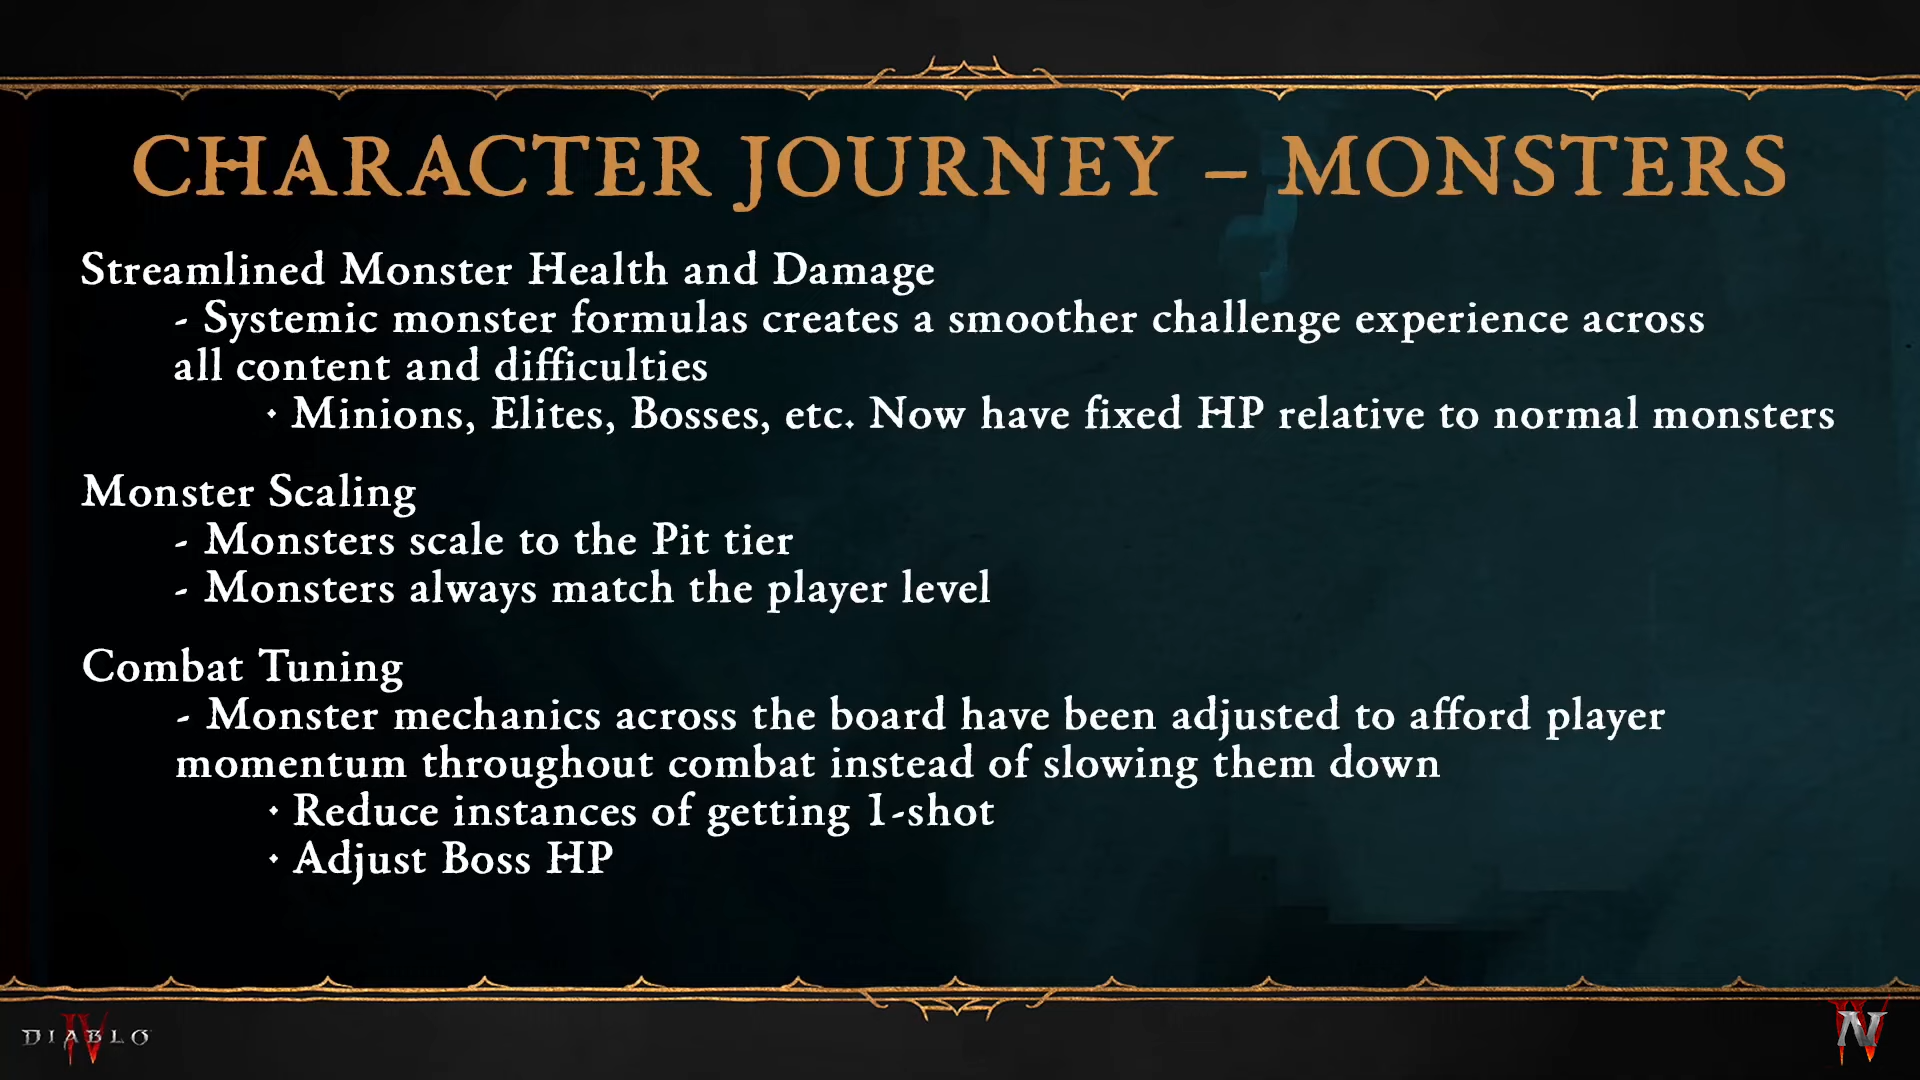 CHARACTER JOURNEY – MONSTERS
Streamlined Monster Health and Damage
- Systemic monster formulas creates a smoother challenge experience across
all content and difficulties
• Minions, Elites, Bosses, etc. Now have fixed HP relative to normal monsters
Monster Scaling
- Monsters scale to the Pit tier
- Monsters always match the player level
Combat Tuning
- Monster mechanics across the board have been adjusted to afford player
momentum throughout combat instead of slowing them down
• Reduce instances of getting 1-shot
• Adjust Boss HP
DIABLO IV
N